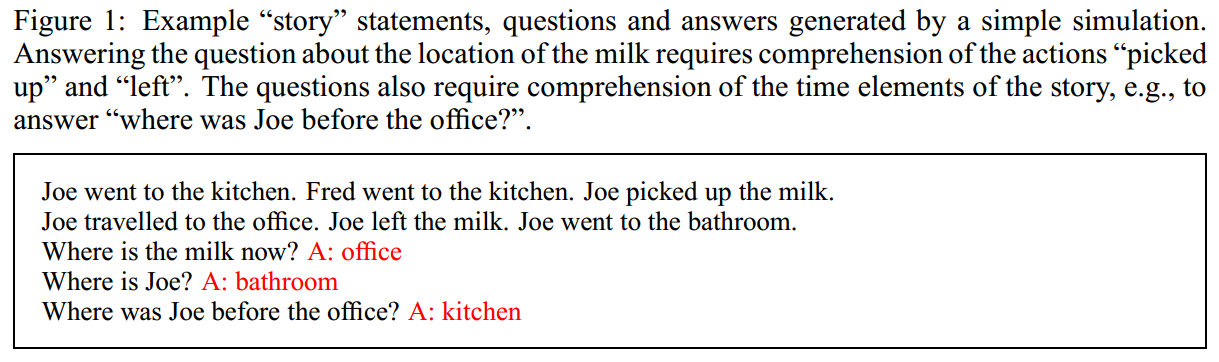 Figure 1: Example “story” statements, questions and answers generated by a simple simulation.
Answering the question about the location of the milk requires comprehension of the actions “picked
up” and “left”. The questions also require comprehension of the time elements of the story, e.g., to
answer “where was Joe before the office?”.
Joe went to the kitchen. Fred went to the kitchen. Joe picked up the milk.
Joe travelled to the office. Joe left the milk. Joe went to the bathroom.
Where is the milk now? A: office
Where is Joe? A: bathroom
Where was Joe before the office? A: kitchen